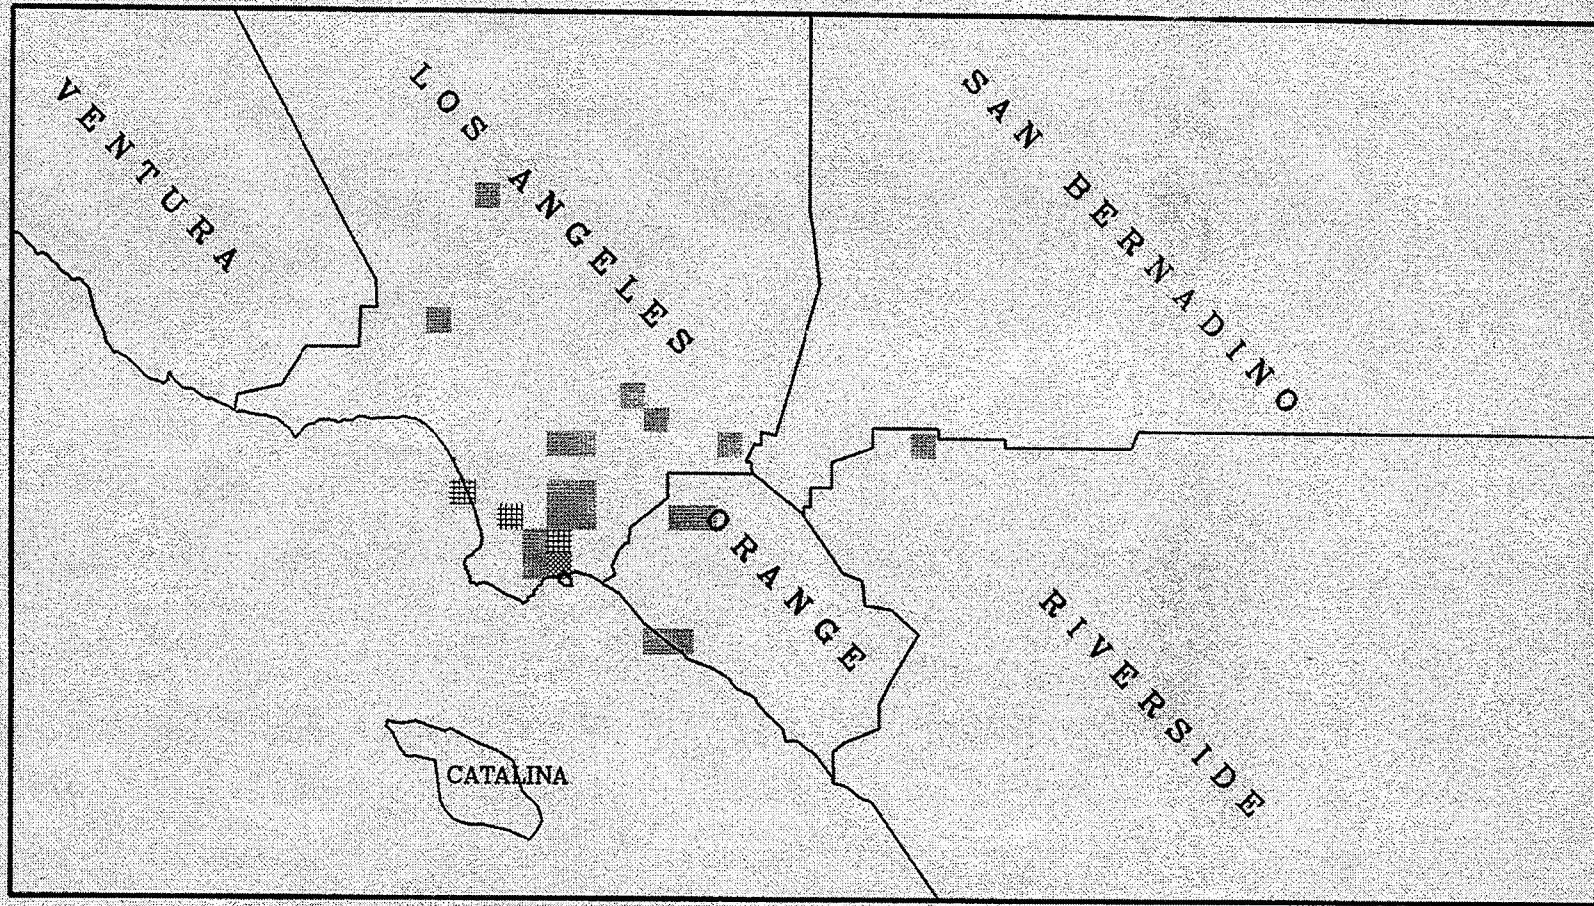 VENTURA
LOS ANGELES
SAN BERNADINO
ORANGE
RIVERSIDE
CATALINA